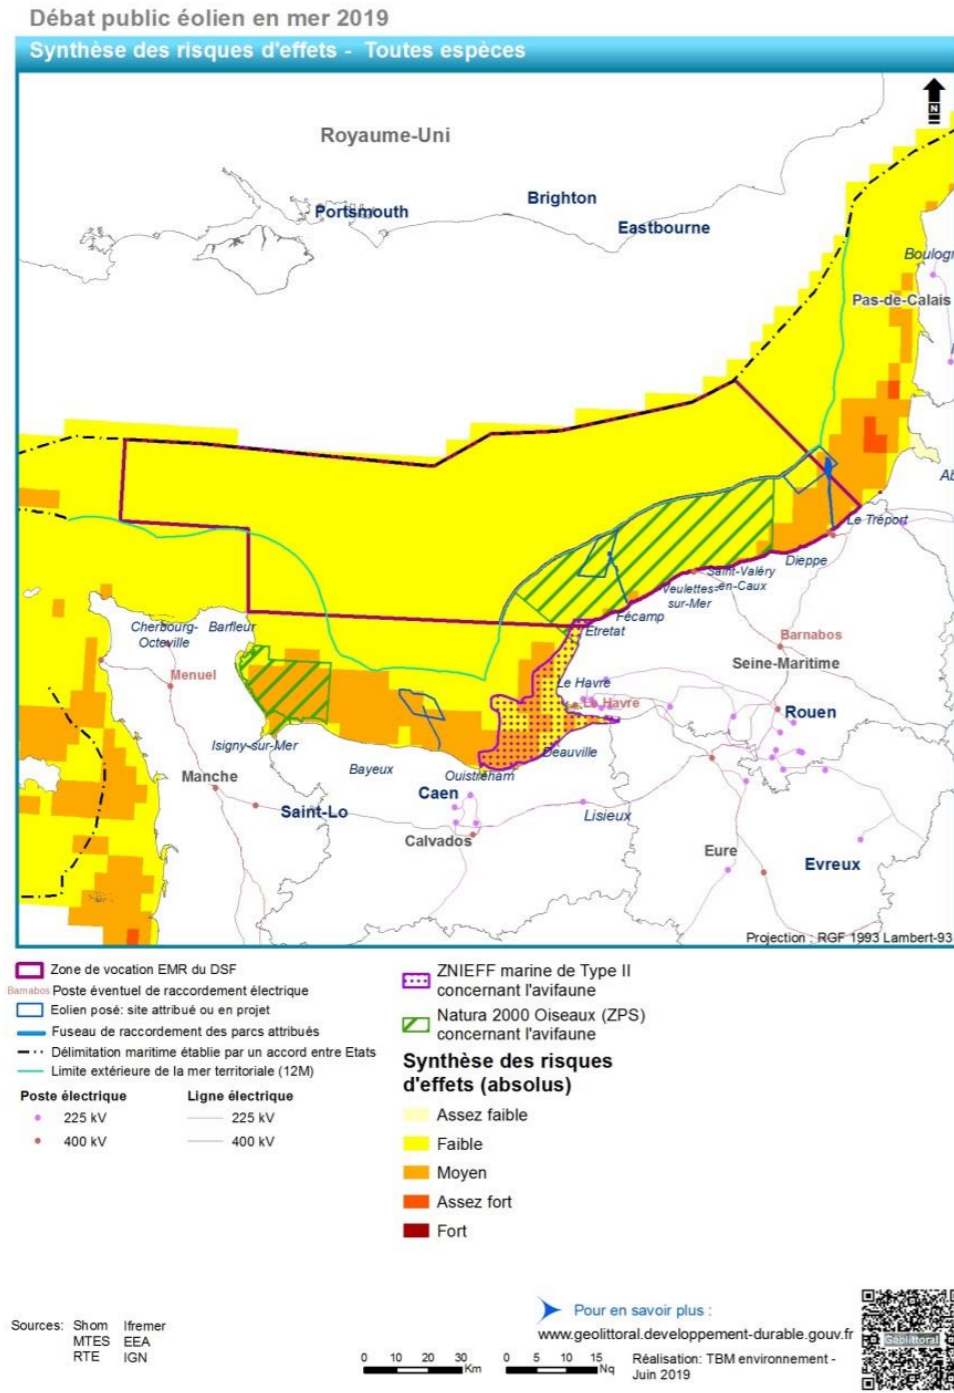 Débat public éolien en mer 2019
Synthèse des risques d'effets - Toutes espèces
N
Royaume-Uni
Brighton
Portsmouth
Eastbourne
Boulogn
Pas-de-Calais
Ab
Le Tréport
Dieppe
Saint-Valéry
-en-Caux
Veulettes-
sur-Mer
Fécamp
Etretat
Cherbourg-
Octeville
Barfleur
Barnabos
Seine-Maritime
Menuel
Le Havre
Le Havre
Rouen
Isigny-sur-Mer
Deauville
Bayeux
Ouistreham
Manche
Caen
Saint-Lo
Lisieux
Calvados
Eure
Evreux
Projection : RGF 1993 Lambert-93
Zone de vocation EMR du DSF
Barnabos Poste éventuel de raccordement électrique
Eolien posé: site attribué ou en projet
Fuseau de raccordement des parcs attribués
Délimitation maritime établie par un accord entre Etats
Limite extérieure de la mer territoriale (12M)
Poste électrique
225 kV
400 kV
Ligne électrique
225 kV
400 kV
ZNIEFF marine de Type II
concernant l'avifaune
Natura 2000 Oiseaux (ZPS)
concernant l'avifaune
Synthèse des risques
d'effets (absolus)
Assez faible
Faible
Moyen
Assez fort
Fort
Sources: Shom Ifremer
MTES EEA
RTE IGN
Pour en savoir plus :
www.geolittoral.developpement-durable.gouv.fr
0 10 20 30
Km
0 5 10 15
Nq
Réalisation: TBM environnement -
Juin 2019
Géolittoral